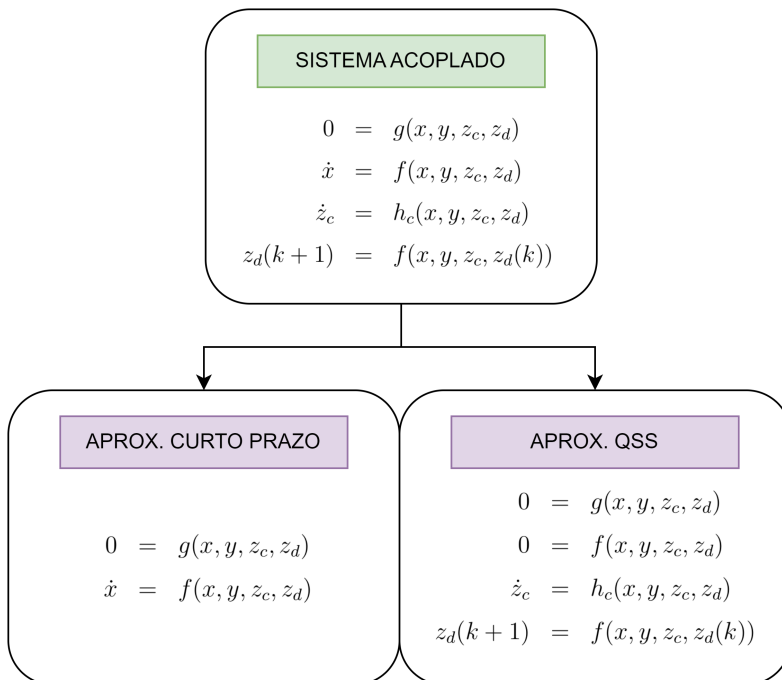 SISTEMA ACOPLADO
0 = g(x, y, z_c, z_d)
ẋ = f(x, y, z_c, z_d)
ż_c = h_c(x, y, z_c, z_d)
z_d(k + 1) = f(x, y, z_c, z_d(k))
APROX. CURTO PRAZO
0 = g(x, y, z_c, z_d)
ẋ = f(x, y, z_c, z_d)
APROX. QSS
0 = g(x, y, z_c, z_d)
0 = f(x, y, z_c, z_d)
ż_c = h_c(x, y, z_c, z_d)
z_d(k + 1) = f(x, y, z_c, z_d(k))